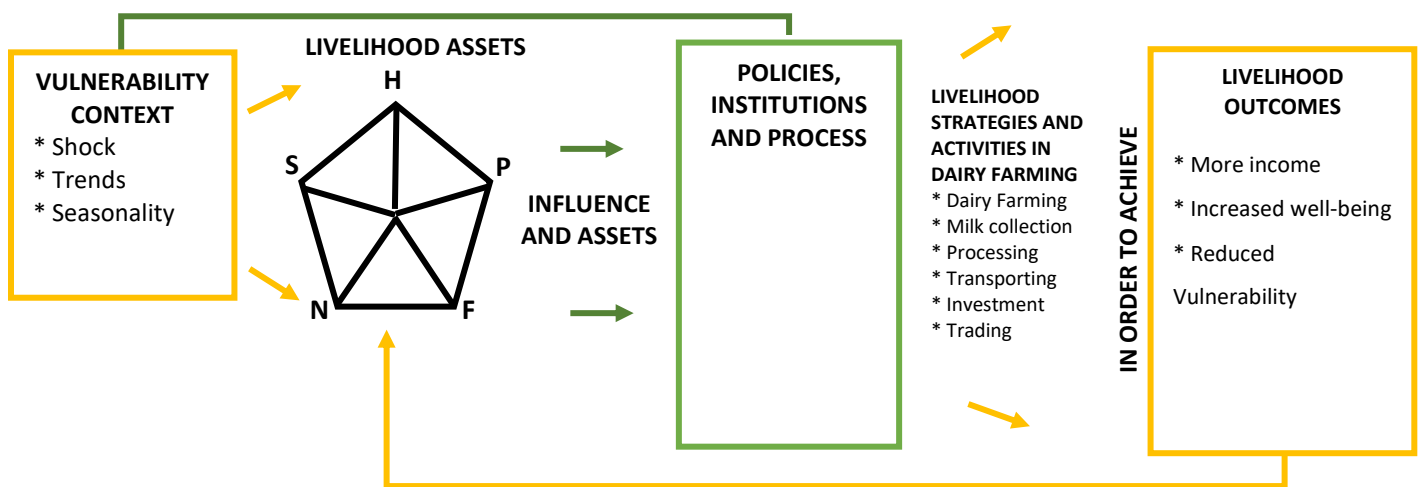 VULNERABILITY
CONTEXT
* Shock
* Trends
* Seasonality
LIVELIHOOD ASSETS
H
S
P
N
F
INFLUENCE
AND ASSETS
POLICIES,
INSTITUTIONS
AND PROCESS
LIVELIHOOD
STRATEGIES AND
ACTIVITIES IN
DAIRY FARMING
* Dairy Farming
* Milk collection
* Processing
* Transporting
* Investment
* Trading
IN ORDER TO ACHIEVE
LIVELIHOOD
OUTCOMES
* More income
* Increased well-being
* Reduced
Vulnerability